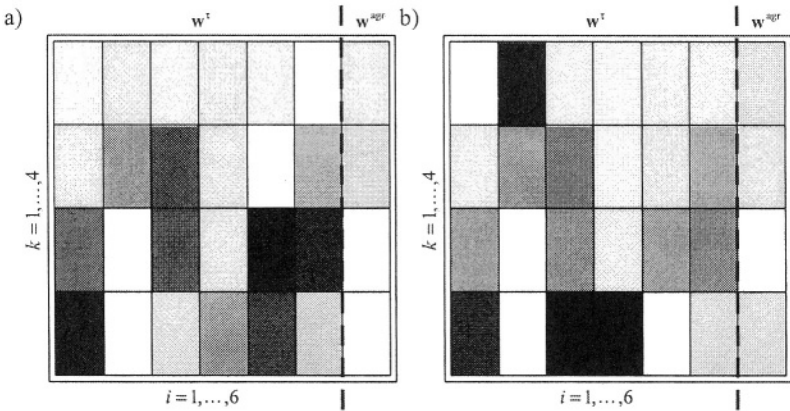 a)
w^τ
w^agr
k = 1,…,4
i = 1,…,6
b)
w^τ
w^agr
k = 1,…,4
i = 1,…,6